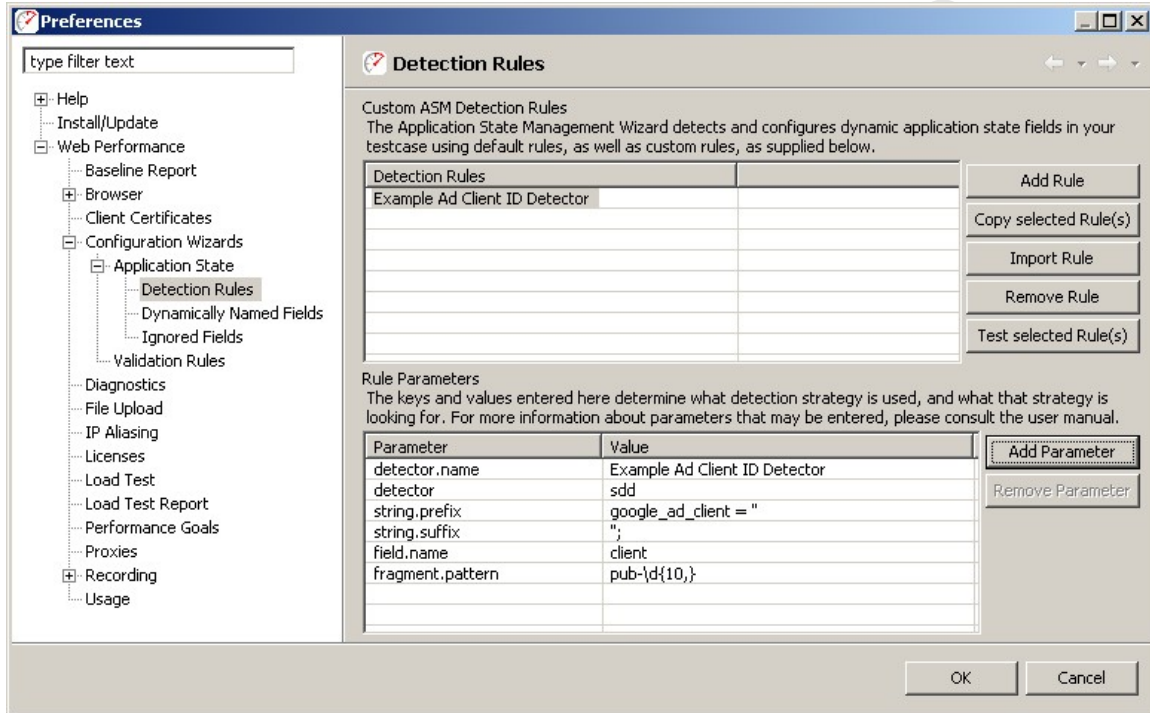 Preferences
type filter text
Help
Install/Update
Web Performance
Baseline Report
Browser
Client Certificates
Configuration Wizards
Application State
Detection Rules
Dynamically Named Fields
Ignored Fields
Validation Rules
Diagnostics
File Upload
IP Aliasing
Licenses
Load Test
Load Test Report
Performance Goals
Proxies
Recording
Usage
Detection Rules
Custom ASM Detection Rules
The Application State Management Wizard detects and configures dynamic application state fields in your
testcase using default rules, as well as custom rules, as supplied below.
Detection Rules
Example Ad Client ID Detector
Add Rule
Copy selected Rule(s)
Import Rule
Remove Rule
Test selected Rule(s)
Rule Parameters
The keys and values entered here determine what detection strategy is used, and what that strategy is
looking for. For more information about parameters that may be entered, please consult the user manual.
Parameter Value
detector.name Example Ad Client ID Detector
detector sdd
string.prefix google_ad_client = "
string.suffix ";
field.name client
fragment.pattern pub-\d{10,}
Add Parameter
Remove Parameter
OK Cancel